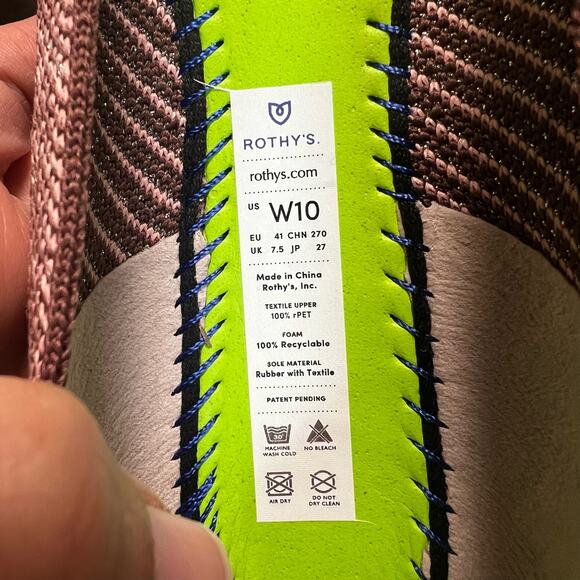 ROTHY'S.
rothys.com
US W10
EU 41 CHN 270
UK 7.5 JP 27
Made in China
Rothy's, Inc.
TEXTILE UPPER
100% rPET
FOAM
100% Recyclable
SOLE MATERIAL
Rubber with Textile
PATENT PENDING
30°
MACHINE
WASH COLD
NO BLEACH
AIR DRY
DO NOT
DRY CLEAN